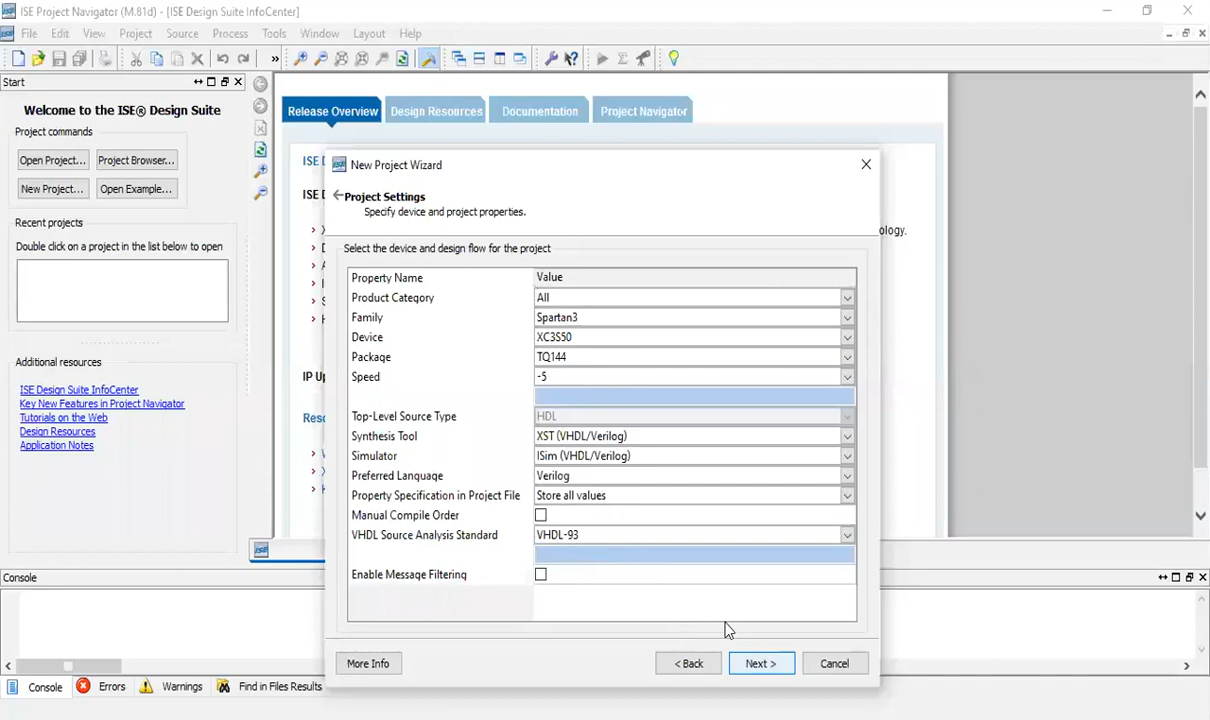 ISE Project Navigator (M.81d) - [ISE Design Suite InfoCenter]
File Edit View Project Source Process Tools Window Layout Help
»
Start
Welcome to the ISE® Design Suite
Project commands
Open Project... Project Browser...
New Project... Open Example...
Recent projects
Double click on a project in the list below to open
Additional resources
ISE Design Suite InfoCenter
Key New Features in Project Navigator
Tutorials on the Web
Design Resources
Application Notes
Release Overview Design Resources Documentation Project Navigator
ISE
ISE
ology.
IP Up
Reso
New Project Wizard
Project Settings
Specify device and project properties.
Select the device and design flow for the project
Property Name Value
Product Category All
Family Spartan3
Device XC3S50
Package TQ144
Speed -5
Top-Level Source Type HDL
Synthesis Tool XST (VHDL/Verilog)
Simulator ISim (VHDL/Verilog)
Preferred Language Verilog
Property Specification in Project File Store all values
Manual Compile Order
VHDL Source Analysis Standard VHDL-93
Enable Message Filtering
More Info < Back Next > Cancel
Console
Console Errors Warnings Find in Files Results